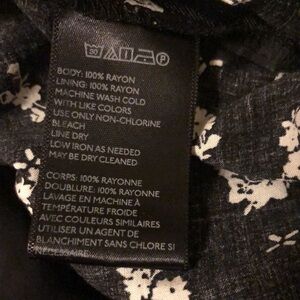 30 P
BODY: 100% RAYON
LINING: 100% RAYON
MACHINE WASH COLD
WITH LIKE COLORS
USE ONLY NON-CHLORINE
BLEACH
LINE DRY
LOW IRON AS NEEDED
MAY BE DRY CLEANED
CORPS: 100% RAYONNE
DOUBLURE: 100% RAYONNE
LAVAGE EN MACHINE À
TEMPÉRATURE FROIDE
AVEC COULEURS SIMILAIRES
UTILISER UN AGENT DE
BLANCHIMENT SANS CHLORE SI
NÉCESSAIRE